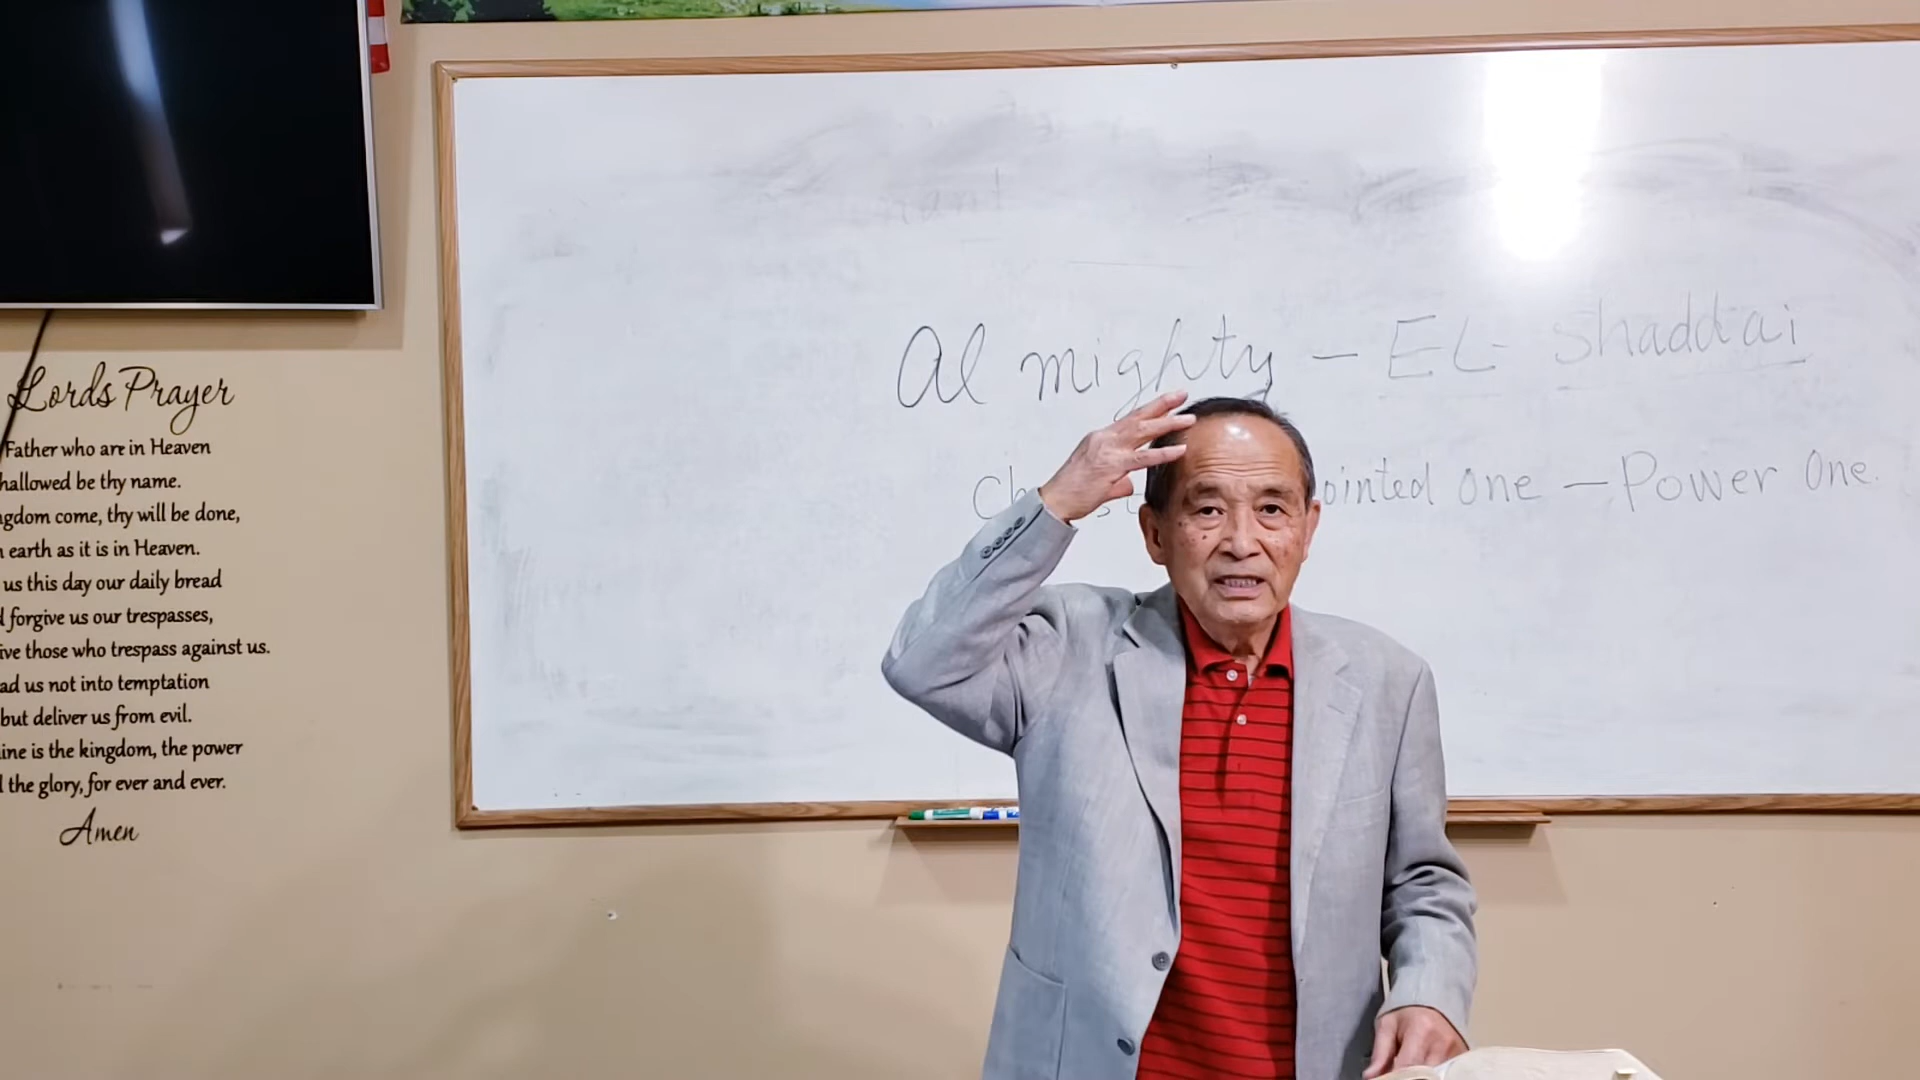 Lords Prayer
Father who are in Heaven
hallowed be thy name.
gdom come, thy will be done,
earth as it is in Heaven.
us this day our daily bread
forgive us our trespasses,
ive those who trespass against us.
ad us not into temptation
but deliver us from evil.
ine is the kingdom, the power
the glory, for ever and ever.
Amen
Al mighty — EL- Shaddai
Ch st ointed One — Power One.